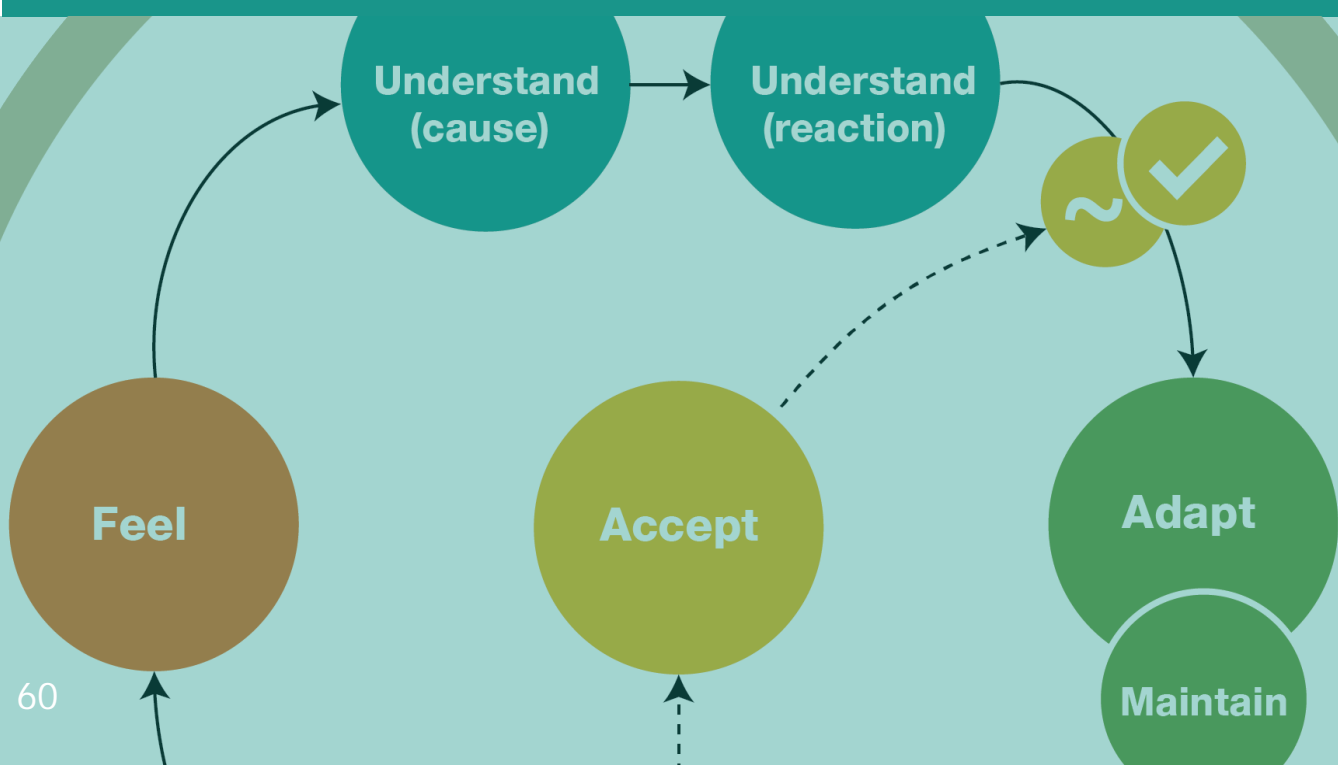 Understand
(cause)
Understand
(reaction)
~
Feel
Accept
Adapt
Maintain
60